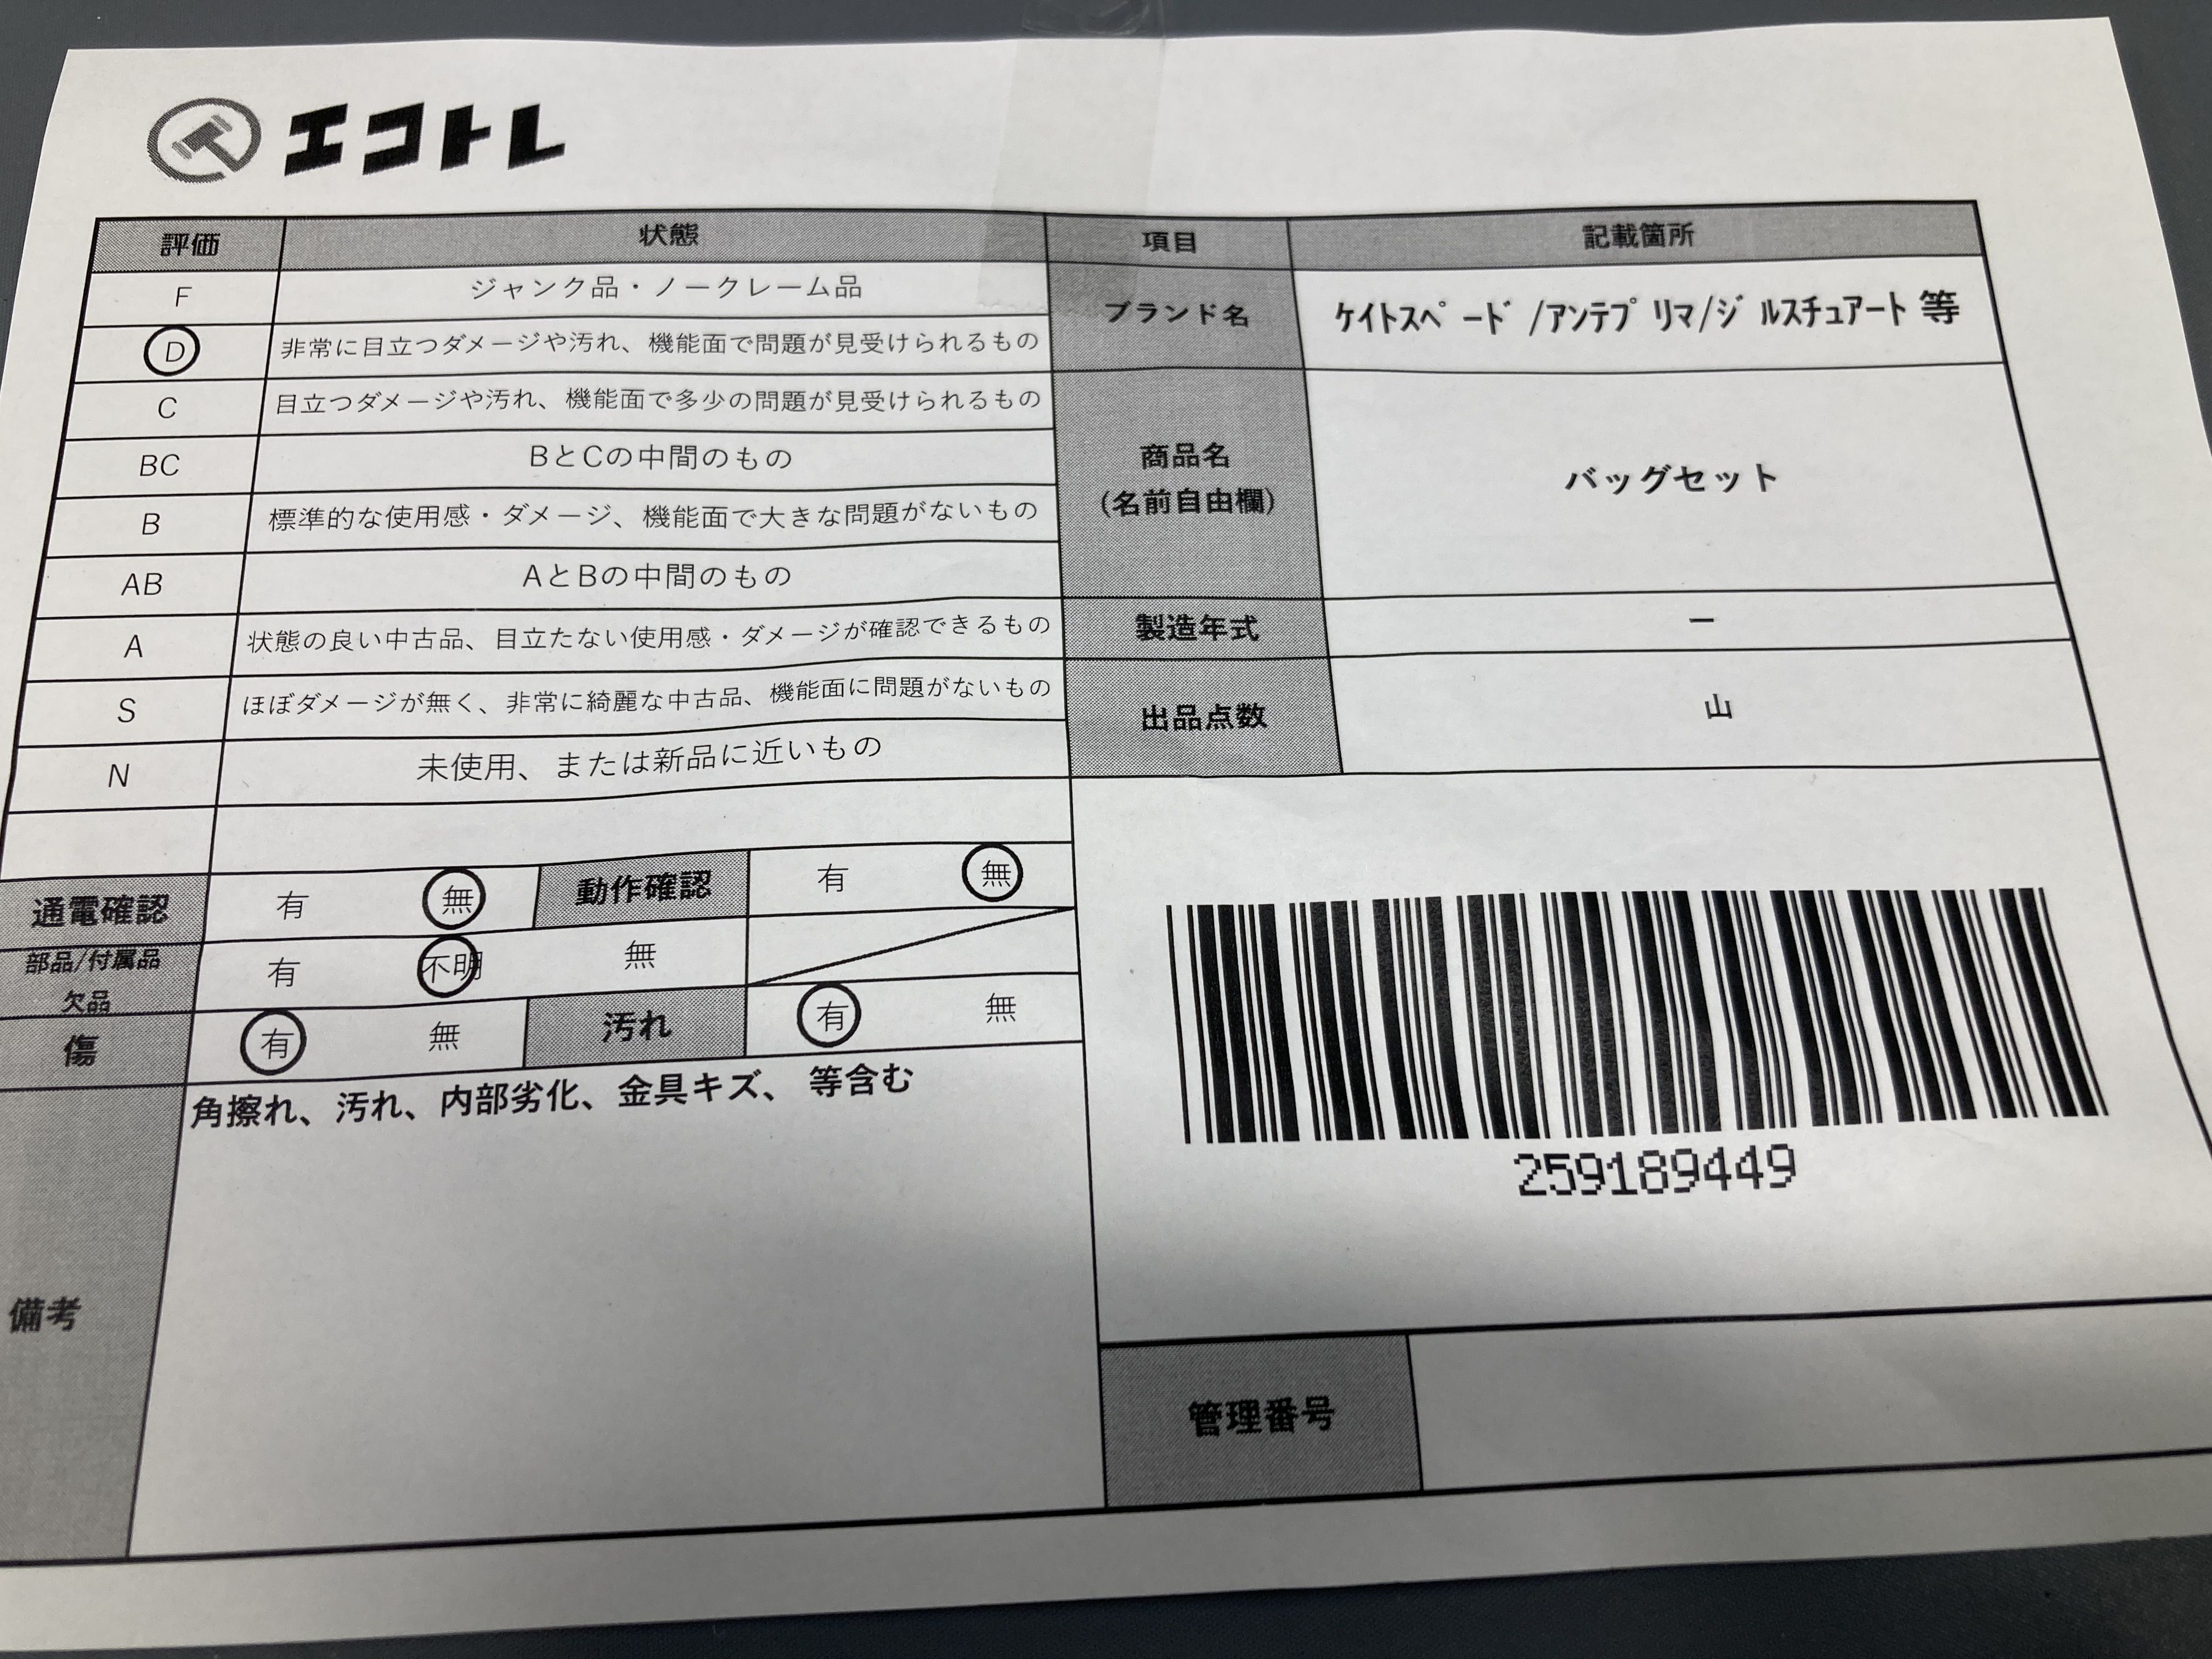 エコトレ
評価 状態 項目 記載箇所
F ジャンク品・ノークレーム品
D 非常に目立つダメージや汚れ、機能面で問題が見受けられるもの
ブランド名 ｹｲﾄｽﾍﾟｰﾄﾞ/ｱﾝﾃﾌﾟﾘﾏ/ｼﾞﾙｽﾁｭｱｰﾄ 等
C 目立つダメージや汚れ、機能面で多少の問題が見受けられるもの
BC BとCの中間のもの
B 標準的な使用感・ダメージ、機能面で大きな問題がないもの
商品名
(名前自由欄)
バッグセット
AB AとBの中間のもの
A 状態の良い中古品、目立たない使用感・ダメージが確認できるもの
製造年式 ー
S ほぼダメージが無く、非常に綺麗な中古品、機能面に問題がないもの
出品点数 山
N 未使用、または新品に近いもの
通電確認 有 無 動作確認 有 無
部品/付属品
欠品
有 不明 無
傷 有 無 汚れ 有 無
備考
角擦れ、汚れ、内部劣化、金具キズ、 等含む
259189449
管理番号